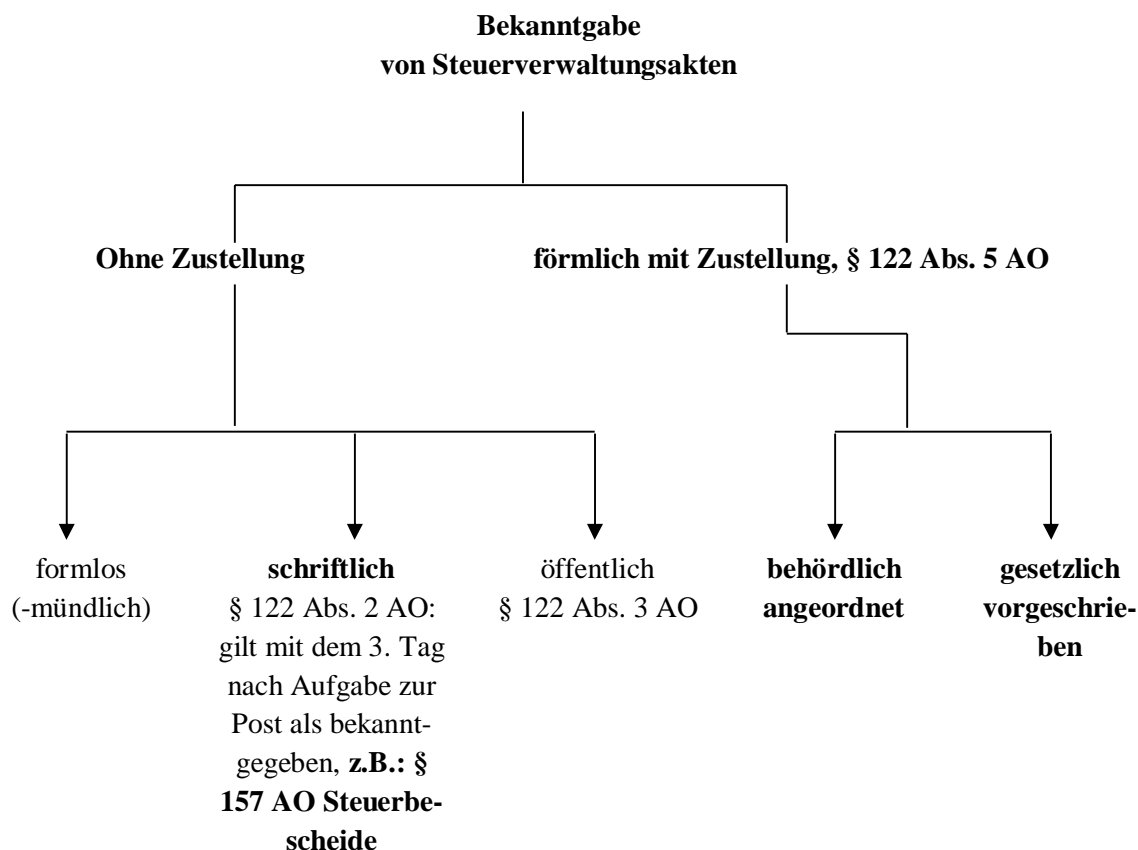 Bekanntgabe
von Steuerverwaltungsakten
Ohne Zustellung
förmlich mit Zustellung, § 122 Abs. 5 AO
formlos
(-mündlich)
schriftlich
§ 122 Abs. 2 AO:
gilt mit dem 3. Tag
nach Aufgabe zur
Post als bekannt-
gegeben, z.B.: §
157 AO Steuerbe-
scheide
öffentlich
§ 122 Abs. 3 AO
behördlich
angeordnet
gesetzlich
vorgeschrie-
ben